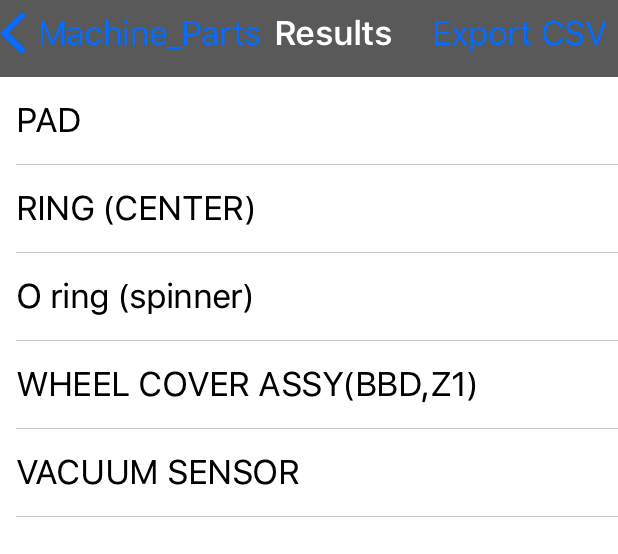 Machine_Parts Results Export CSV
PAD
RING (CENTER)
O ring (spinner)
WHEEL COVER ASSY(BBD,Z1)
VACUUM SENSOR